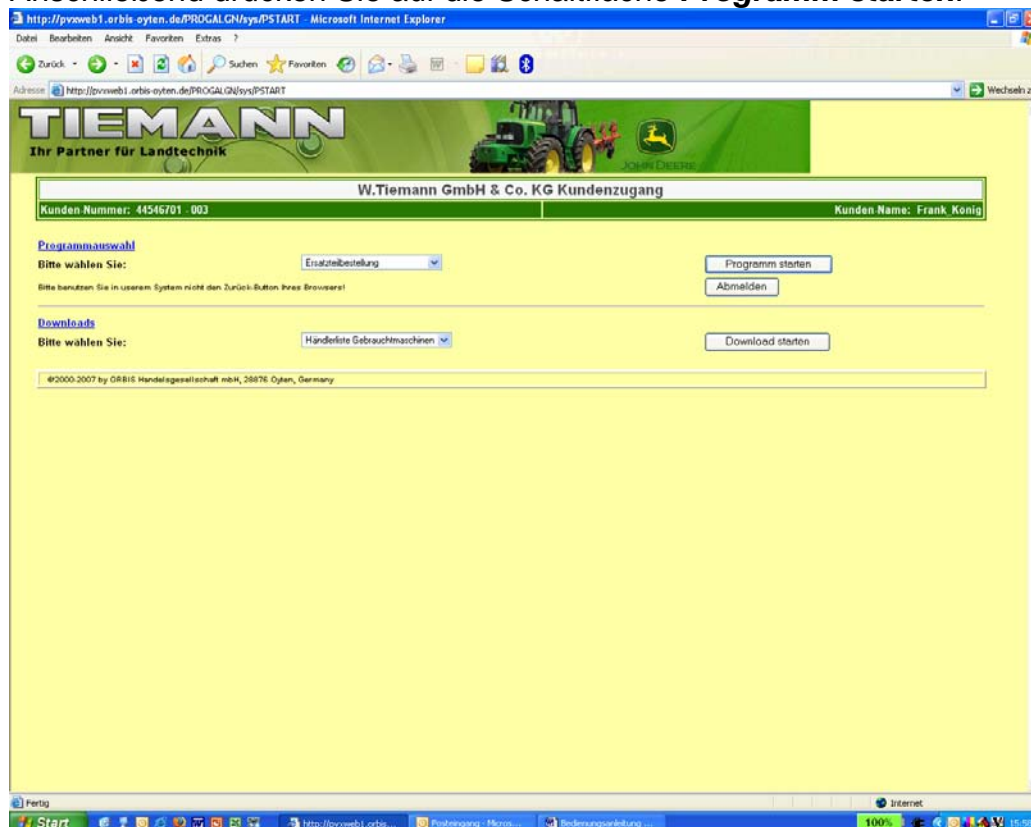 Anschließend drücken Sie auf die Schaltfläche Programm starten.
http://pvxweb1.orbis-oyten.de/PROGALGN/sys/PSTART - Microsoft Internet Explorer
Datei Bearbeiten Ansicht Favoriten Extras ?
Zurück Suchen Favoriten
Adresse http://pvxweb1.orbis-oyten.de/PROGALGN/sys/PSTART Wechseln z
TIEMANN
Ihr Partner für Landtechnik
JOHN DEERE
W.Tiemann GmbH & Co. KG Kundenzugang
Kunden-Nummer: 44546701 - 003 Kunden-Name: Frank_König
Programmauswahl
Bitte wählen Sie: Ersatzteilbestellung Programm starten
Bitte benutzen Sie in userem System nicht den Zurück-Button Ihres Browsers! Abmelden
Downloads
Bitte wählen Sie: Händlerliste Gebrauchtmaschinen Download starten
©2000-2007 by ORBIS Handelsgesellschaft mbH, 28876 Oyten, Germany
Fertig Internet
Start http://pvxweb1.orbis... Posteingang - Micros... Bedienungsanleitung ... 100%